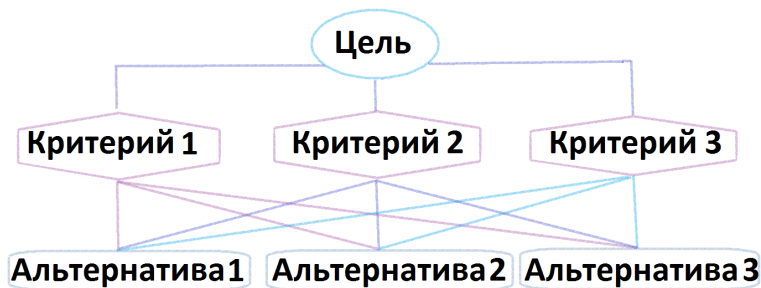 Цель
Критерий 1
Критерий 2
Критерий 3
Альтернатива 1
Альтернатива 2
Альтернатива 3